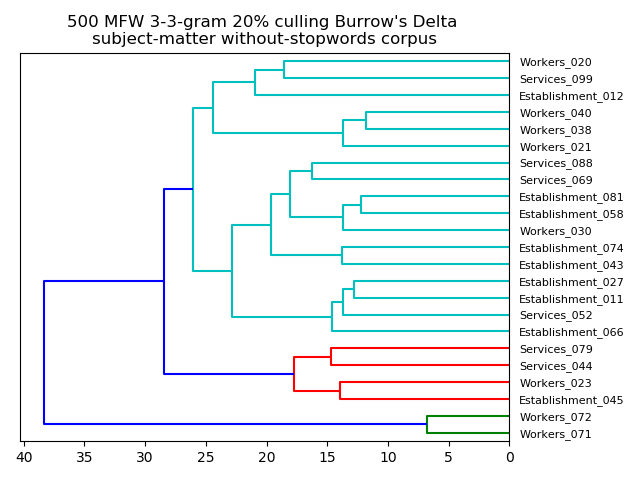 500 MFW 3-3-gram 20% culling Burrow's Delta
subject-matter without-stopwords corpus
Workers_020
Services_099
Establishment_012
Workers_040
Workers_038
Workers_021
Services_088
Services_069
Establishment_081
Establishment_058
Workers_030
Establishment_074
Establishment_043
Establishment_027
Establishment_011
Services_052
Establishment_066
Services_079
Services_044
Workers_023
Establishment_045
Workers_072
Workers_071
40 35 30 25 20 15 10 5 0